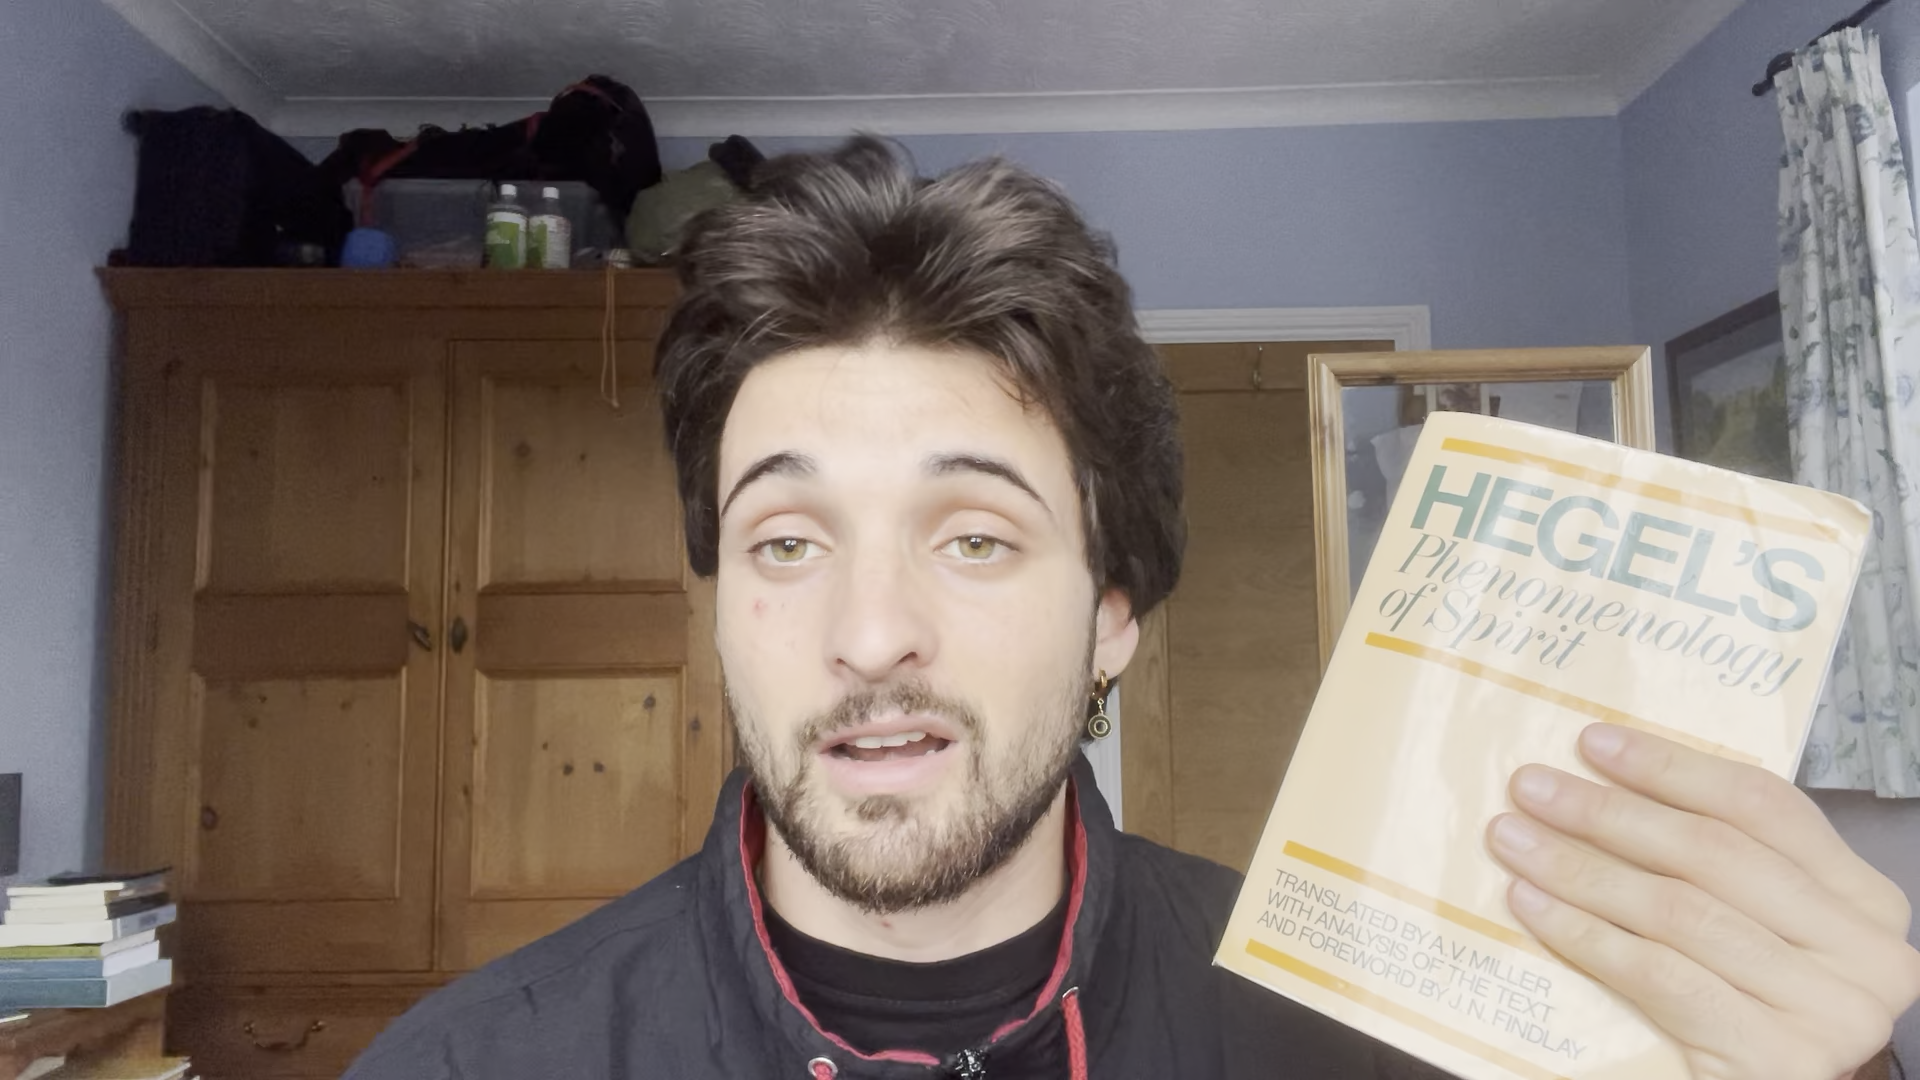 HEGEL'S
Phenomenology
of Spirit
TRANSLATED BY A.V. MILLER
WITH ANALYSIS OF THE TEXT
AND FOREWORD BY J.N. FINDLAY